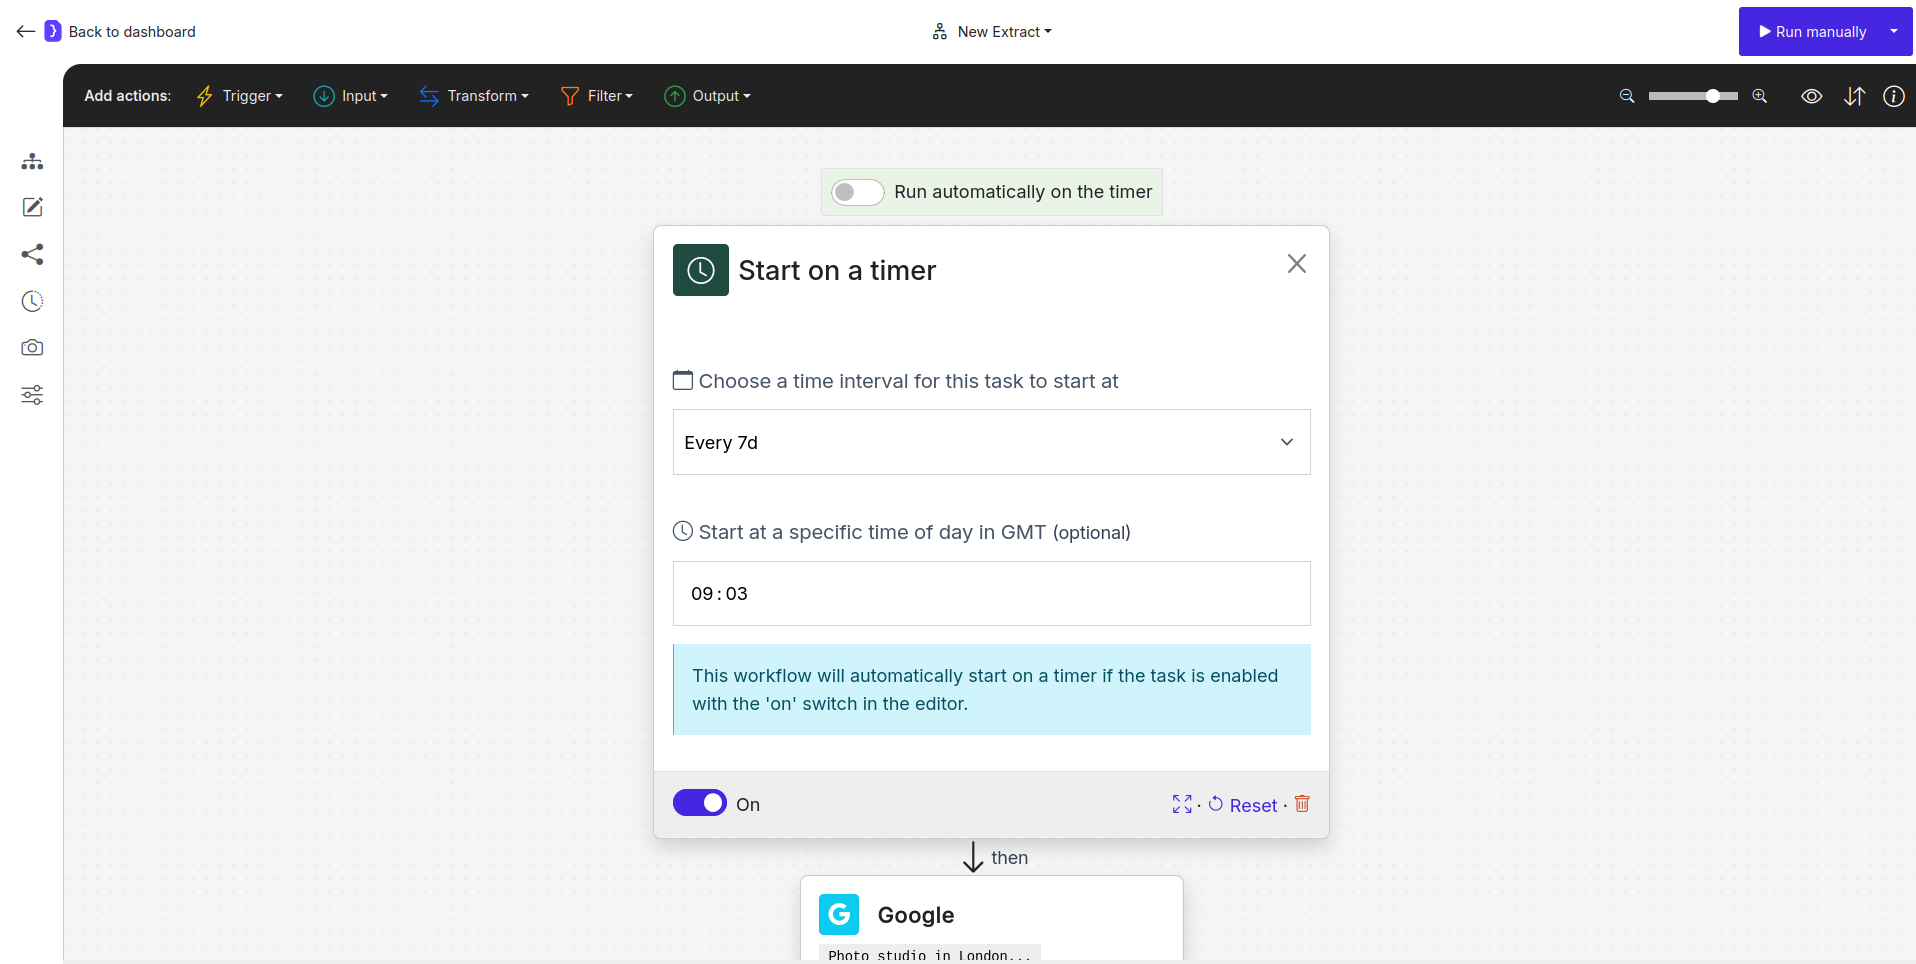 Back to dashboard
New Extract
Run manually
Add actions:
Trigger
Input
Transform
Filter
Output
Run automatically on the timer
Start on a timer
Choose a time interval for this task to start at
Every 7d
Start at a specific time of day in GMT (optional)
09:03
This workflow will automatically start on a timer if the task is enabled
with the 'on' switch in the editor.
On
· Reset ·
then
G Google
Photo studio in London...